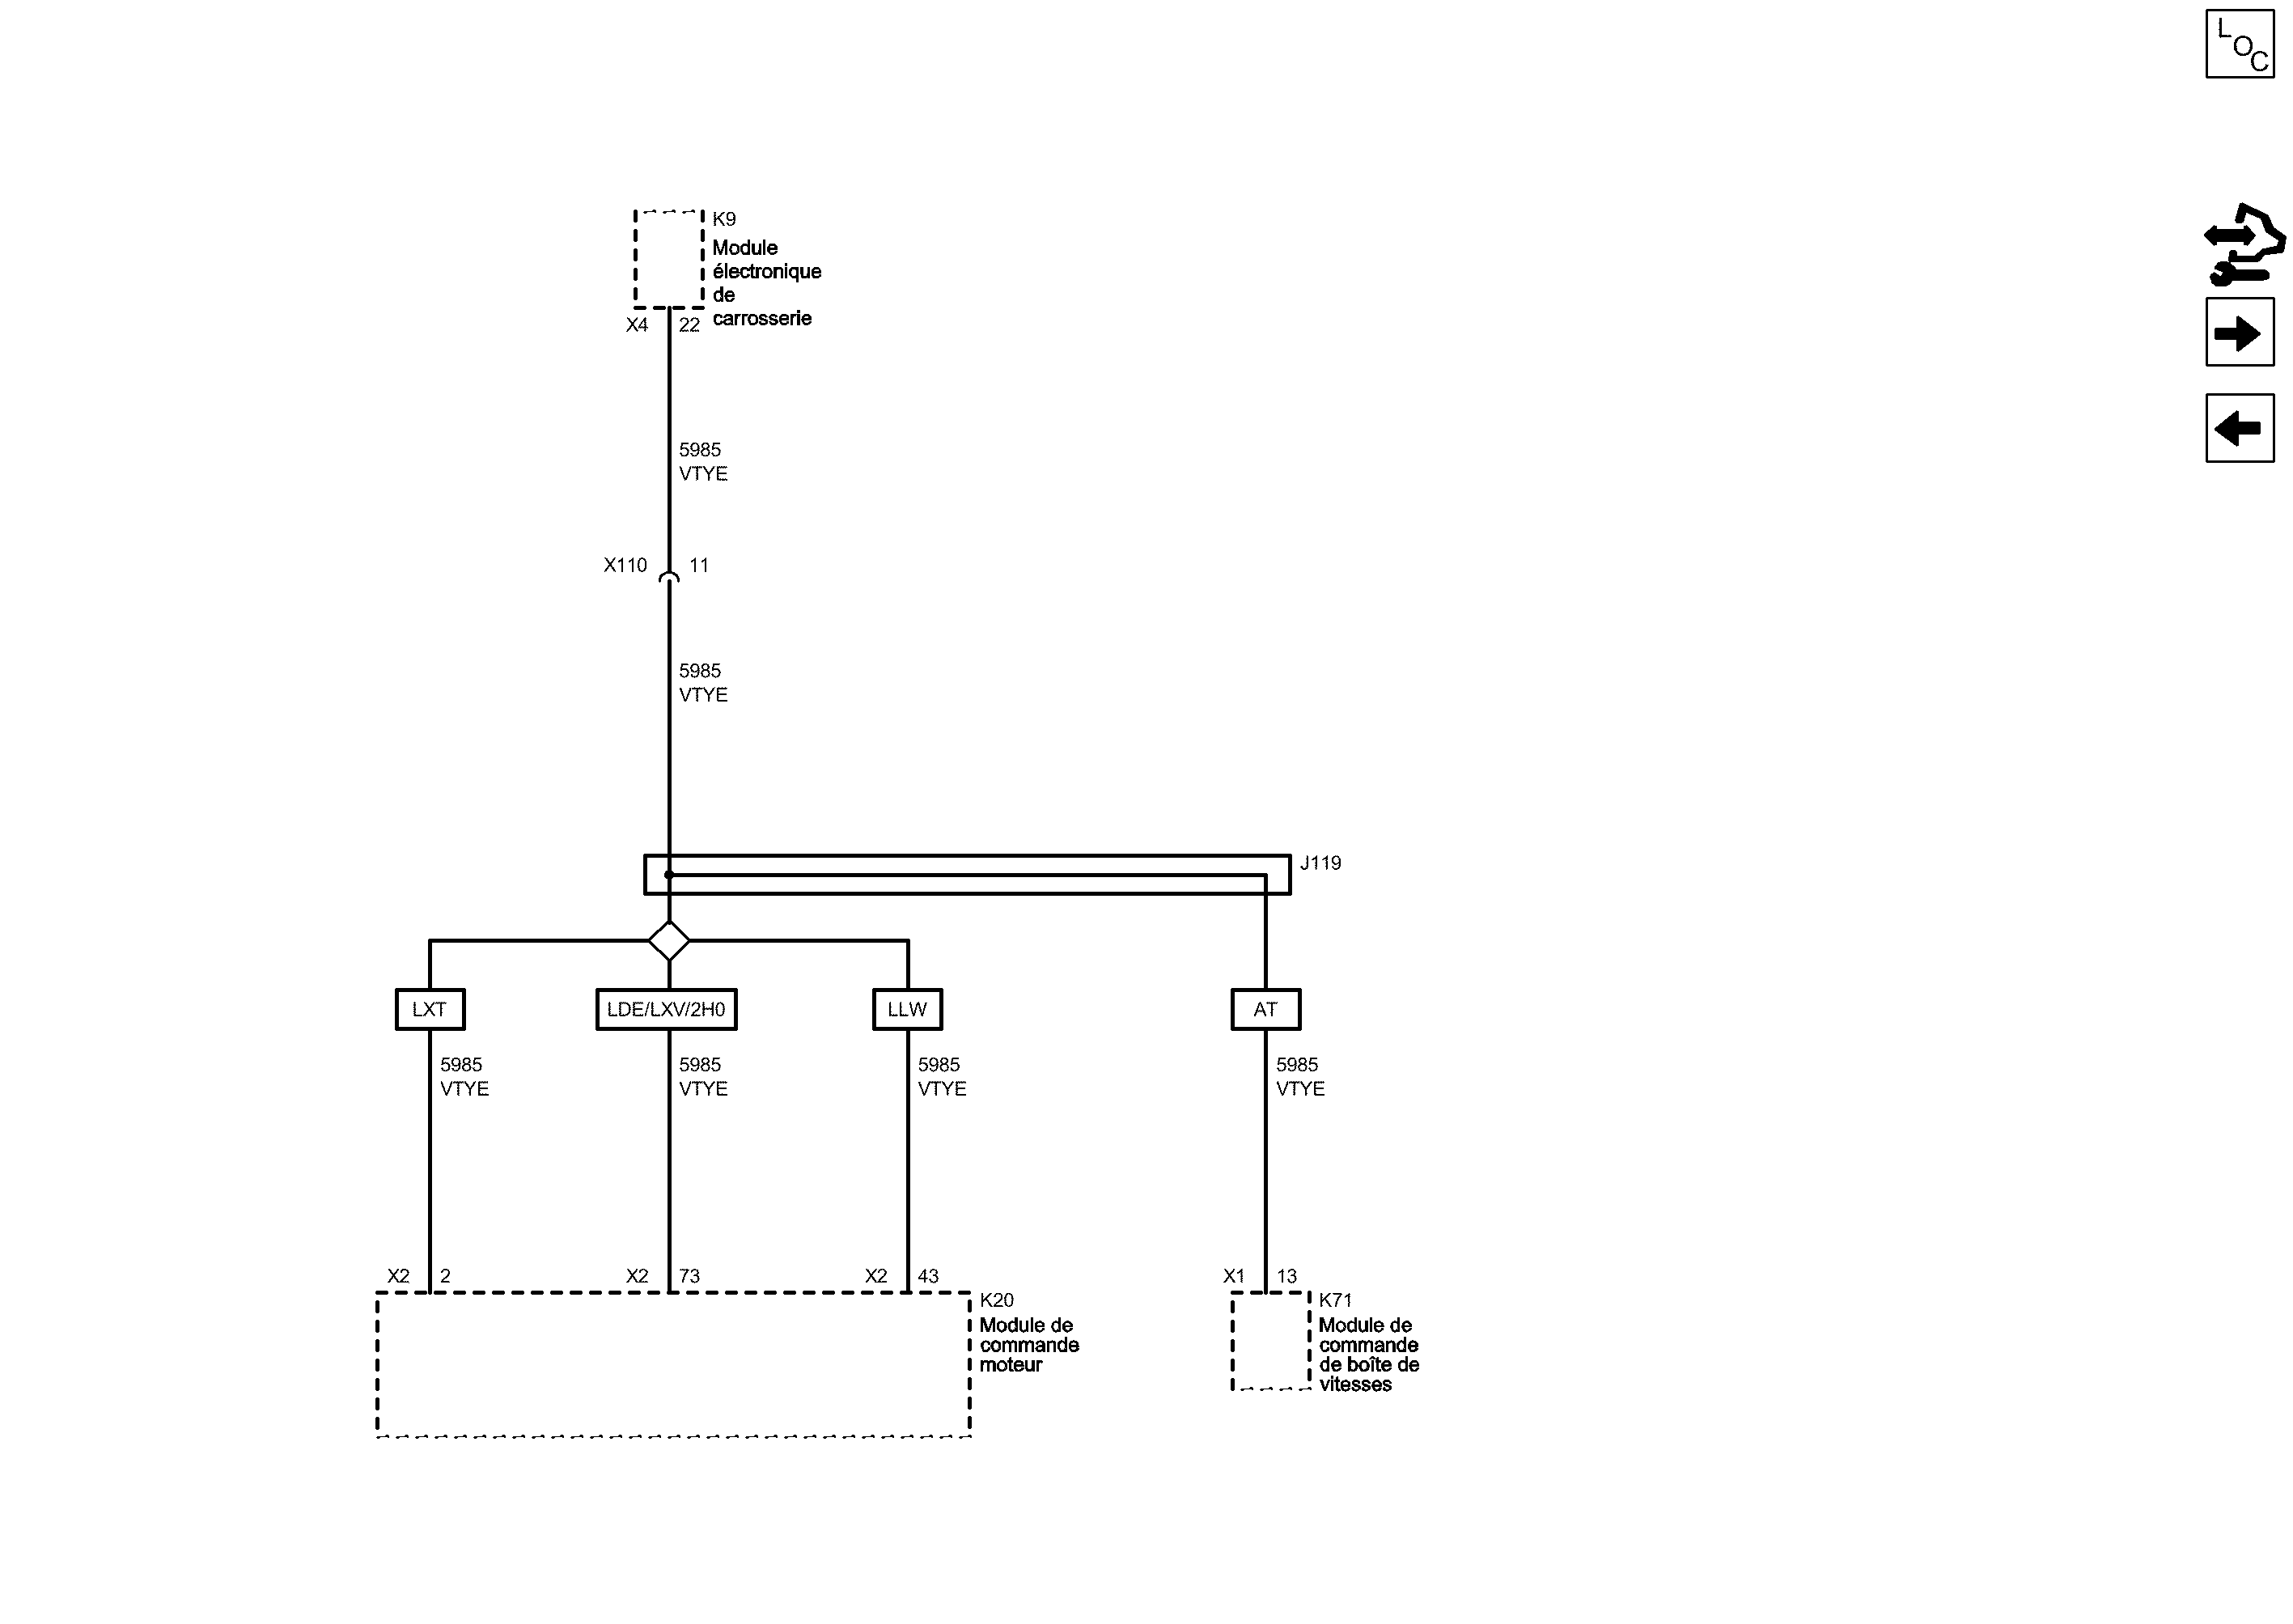 LOC
K9
Module
électronique
de
carrosserie
X4 22
5985
VTYE
X110 11
5985
VTYE
J119
LXT LDE/LXV/2H0 LLW AT
5985 5985 5985 5985
VTYE VTYE VTYE VTYE
X2 2 X2 73 X2 43 X1 13
K20
Module de
commande
moteur
K71
Module de
commande
de boîte de
vitesses